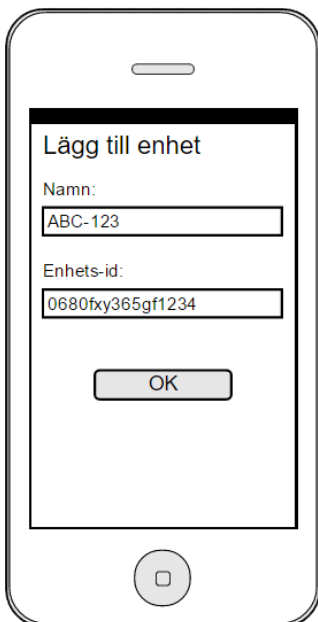 Lägg till enhet
Namn:
ABC-123
Enhets-id:
0680fxy365gf1234
OK